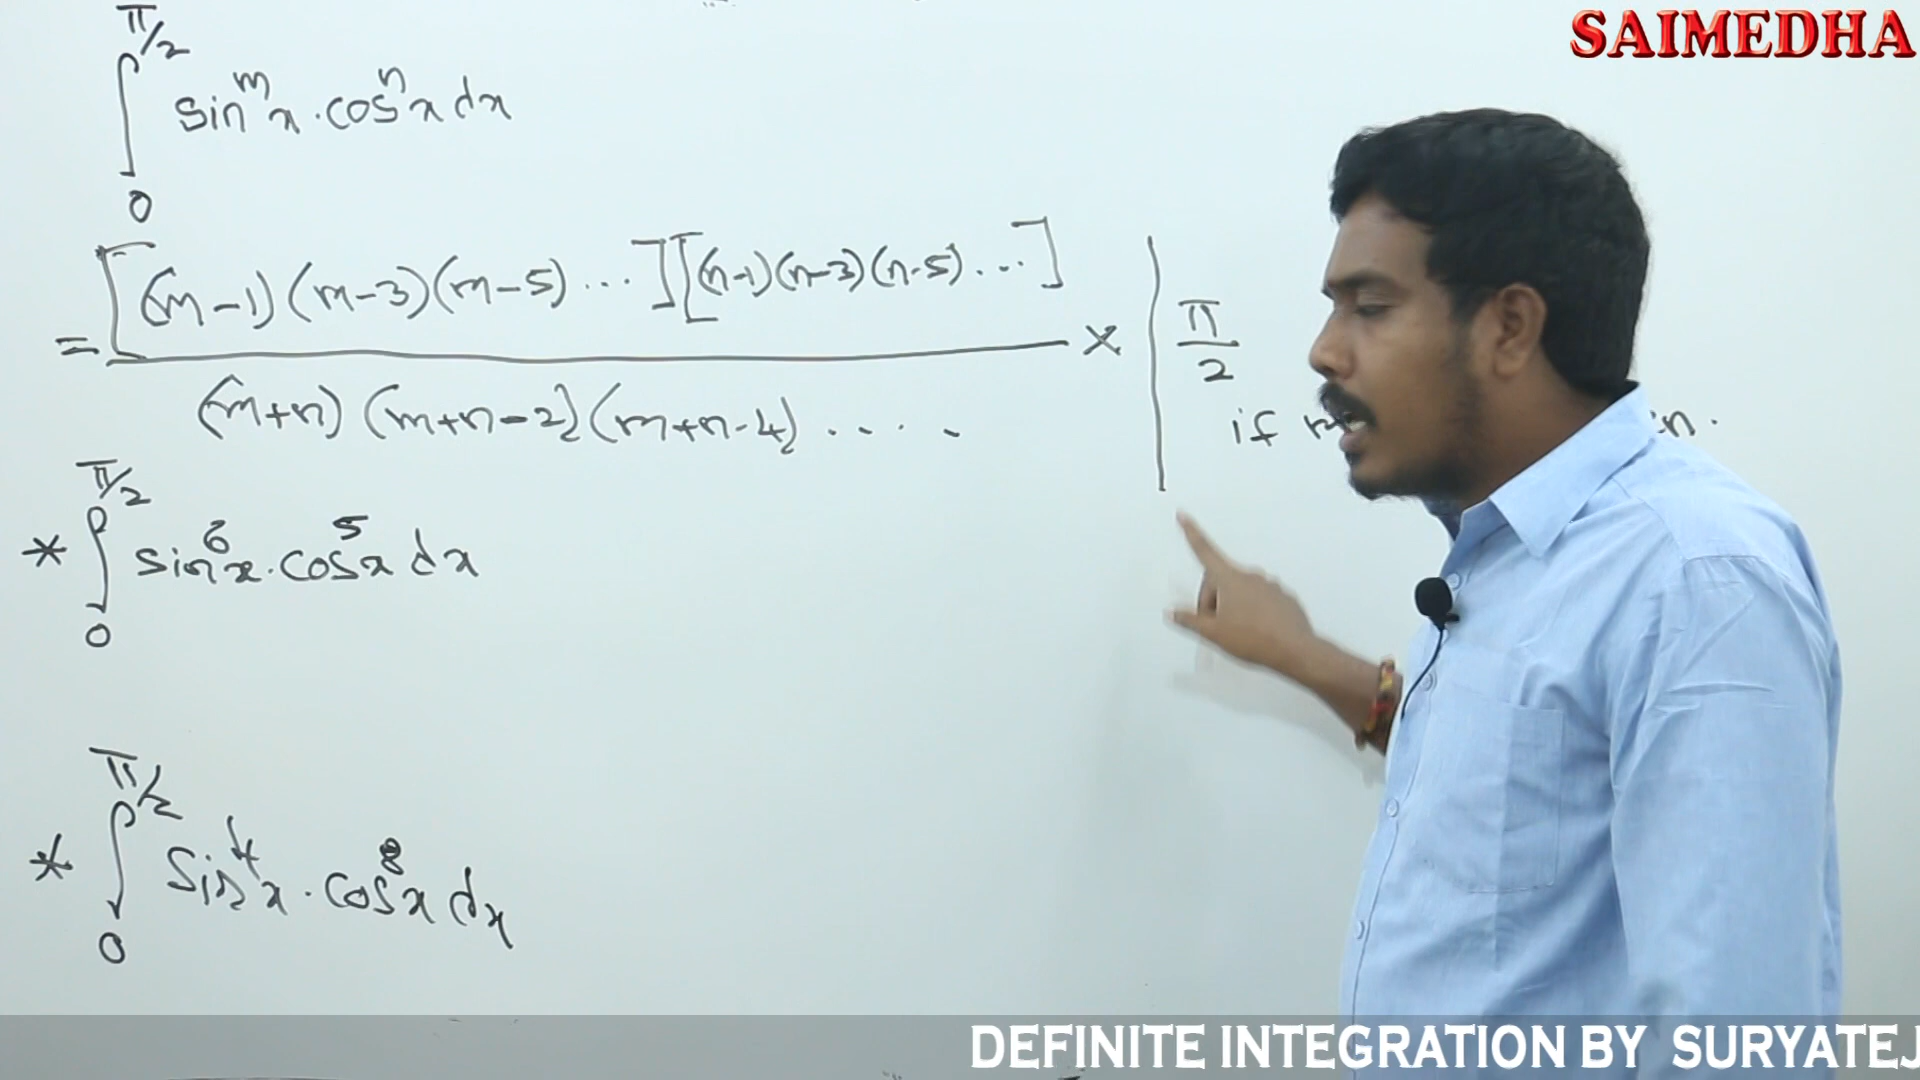 SAIMEDHA
∫₀^π/2 sin^m x . cos^n x dx
= [(m-1)(m-3)(m-5) ...][(n-1)(n-3)(n-5) ...] / (m+n)(m+n-2)(m+n-4) .... × | π/2
if n.
* ∫₀^π/2 sin^6 x . cos^5 x dx
* ∫₀^π/2 sin^4 x . cos^8 x dx
DEFINITE INTEGRATION BY SURYATEJ